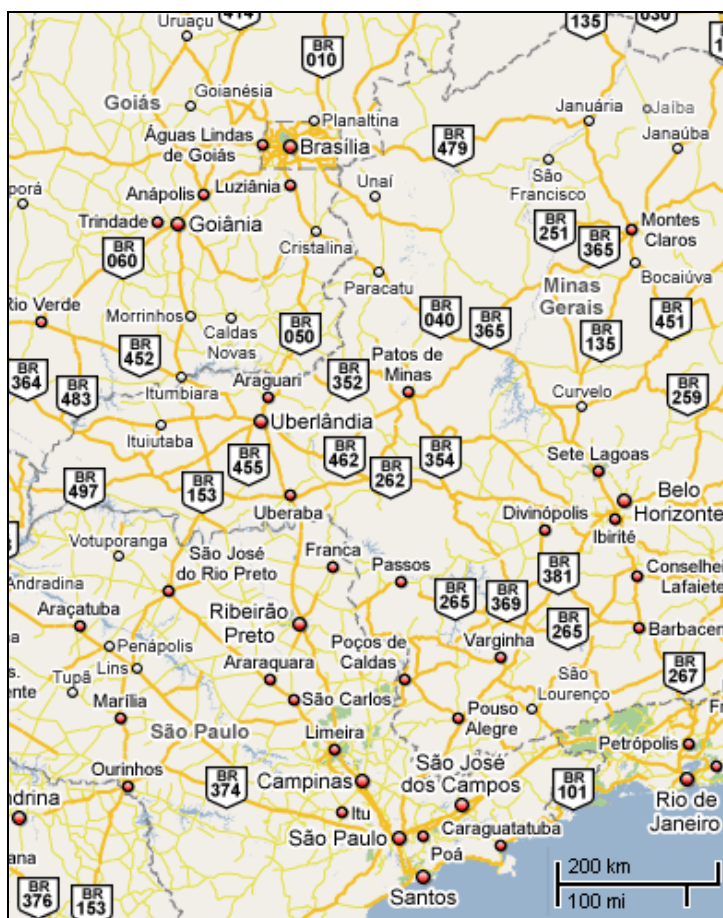 414
BR
135
030
Uruaçu
BR
010
Goianésia
Goiás
Planaltina
Januária
Jaíba
Águas Lindas
de Goiás
Brasília
BR
479
Janaúba
São
Francisco
Anápolis
Luziânia
Unaí
Trindade
Goiânia
Cristalina
BR
251
BR
365
Montes
Claros
BR
060
Paracatu
Minas
Gerais
Bocaiúva
Rio Verde
Morrinhos
Caldas
Novas
BR
050
BR
040
BR
365
BR
135
BR
451
BR
452
BR
364
BR
483
Itumbiara
Araguari
BR
352
Patos de
Minas
Curvelo
BR
259
Uberlândia
Ituiutaba
BR
455
BR
462
BR
262
BR
354
Sete Lagoas
BR
497
BR
153
Uberaba
Divinópolis
Belo
Horizonte
Ibirité
Votuporanga
São José
do Rio Preto
Franca
Passos
BR
381
Andradina
BR
265
BR
369
Conselhei
Lafaiete
Araçatuba
Ribeirão
Preto
BR
265
Barbacen
Penápolis
Lins
Araraquara
Poços de
Caldas
Varginha
BR
267
Tupã
São
Lourenço
Marília
São Carlos
Pouso
Alegre
São Paulo
Limeira
Petrópolis
Ourinhos
BR
374
Campinas
São José
dos Campos
BR
101
Rio de
Janeiro
ndrina
Itu
São Paulo
Caraguatatuba
Poá
Santos
BR
376
BR
153
200 km
100 mi